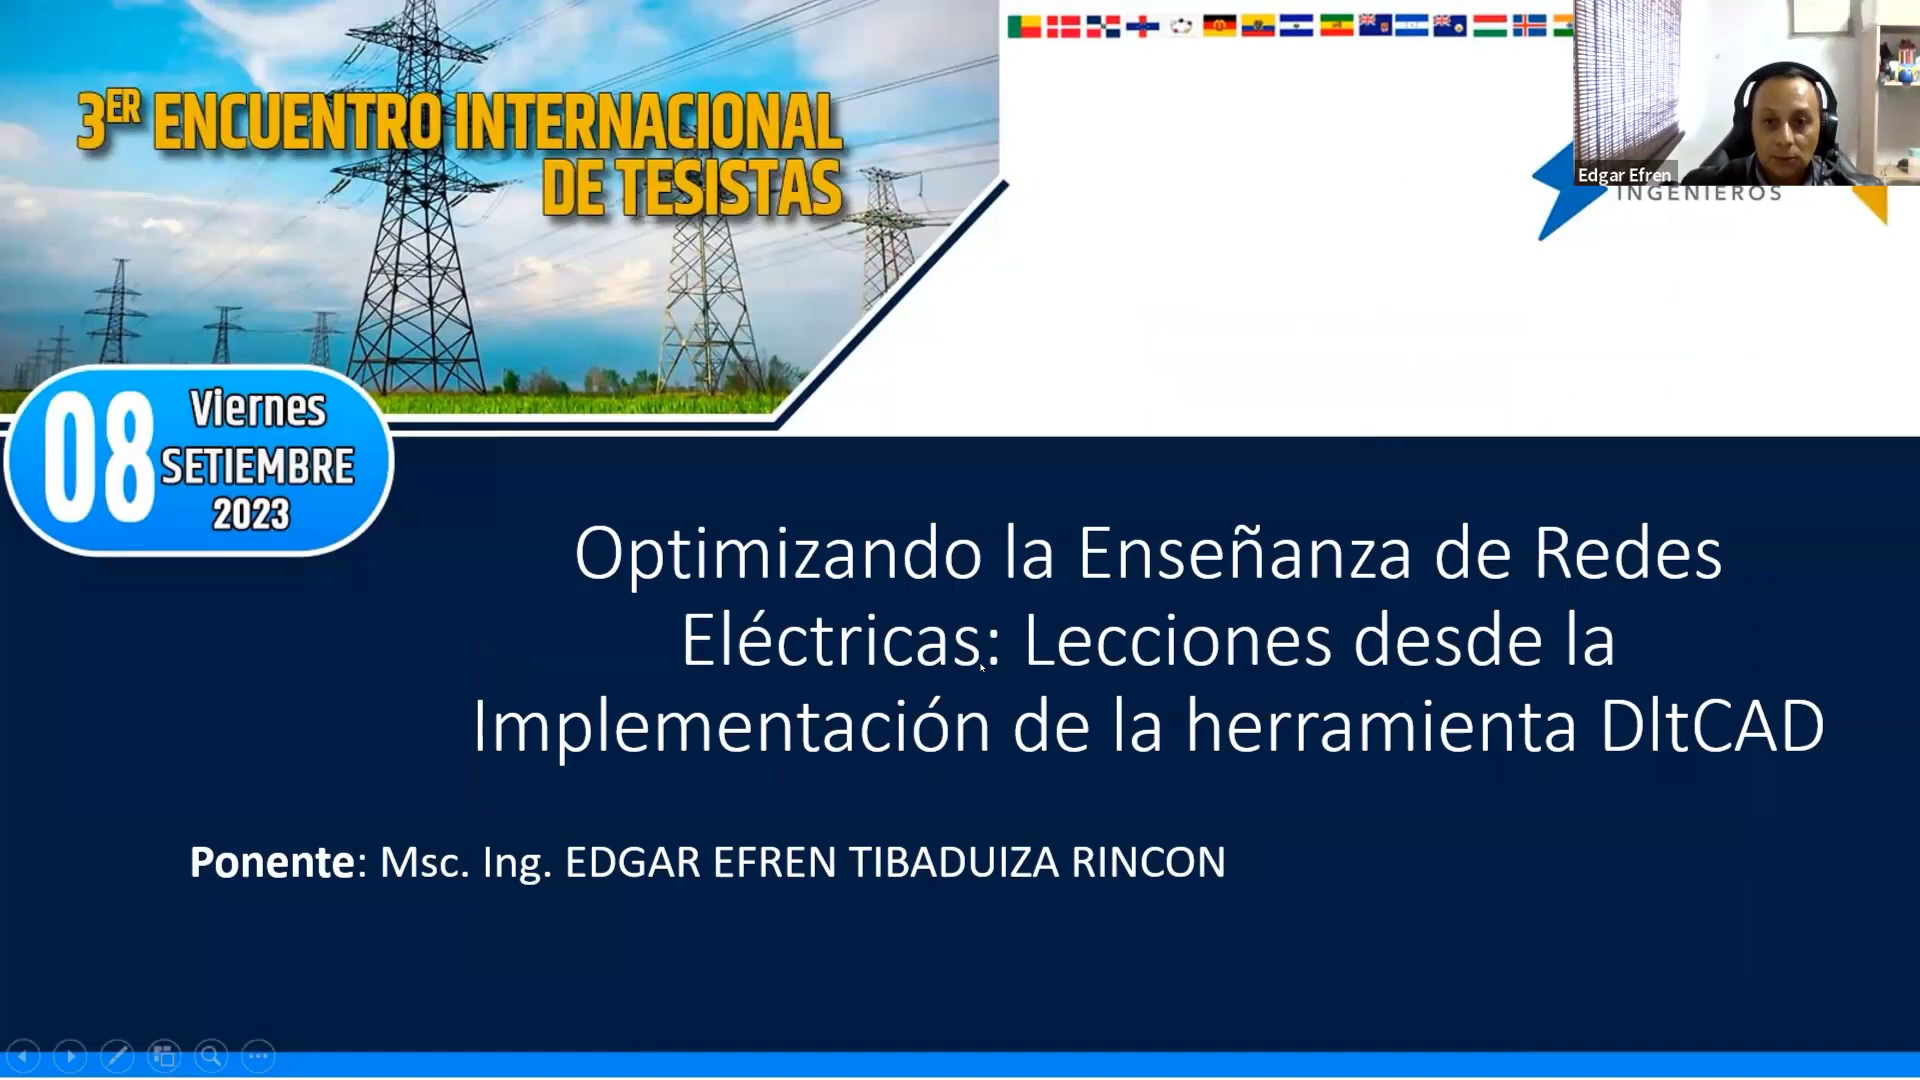 3ER ENCUENTRO INTERNACIONAL
DE TESISTAS
Edgar Efren
INGENIEROS
08 Viernes
SETIEMBRE
2023
Optimizando la Enseñanza de Redes
Eléctricas: Lecciones desde la
Implementación de la herramienta DltCAD
Ponente: Msc. Ing. EDGAR EFREN TIBADUIZA RINCON